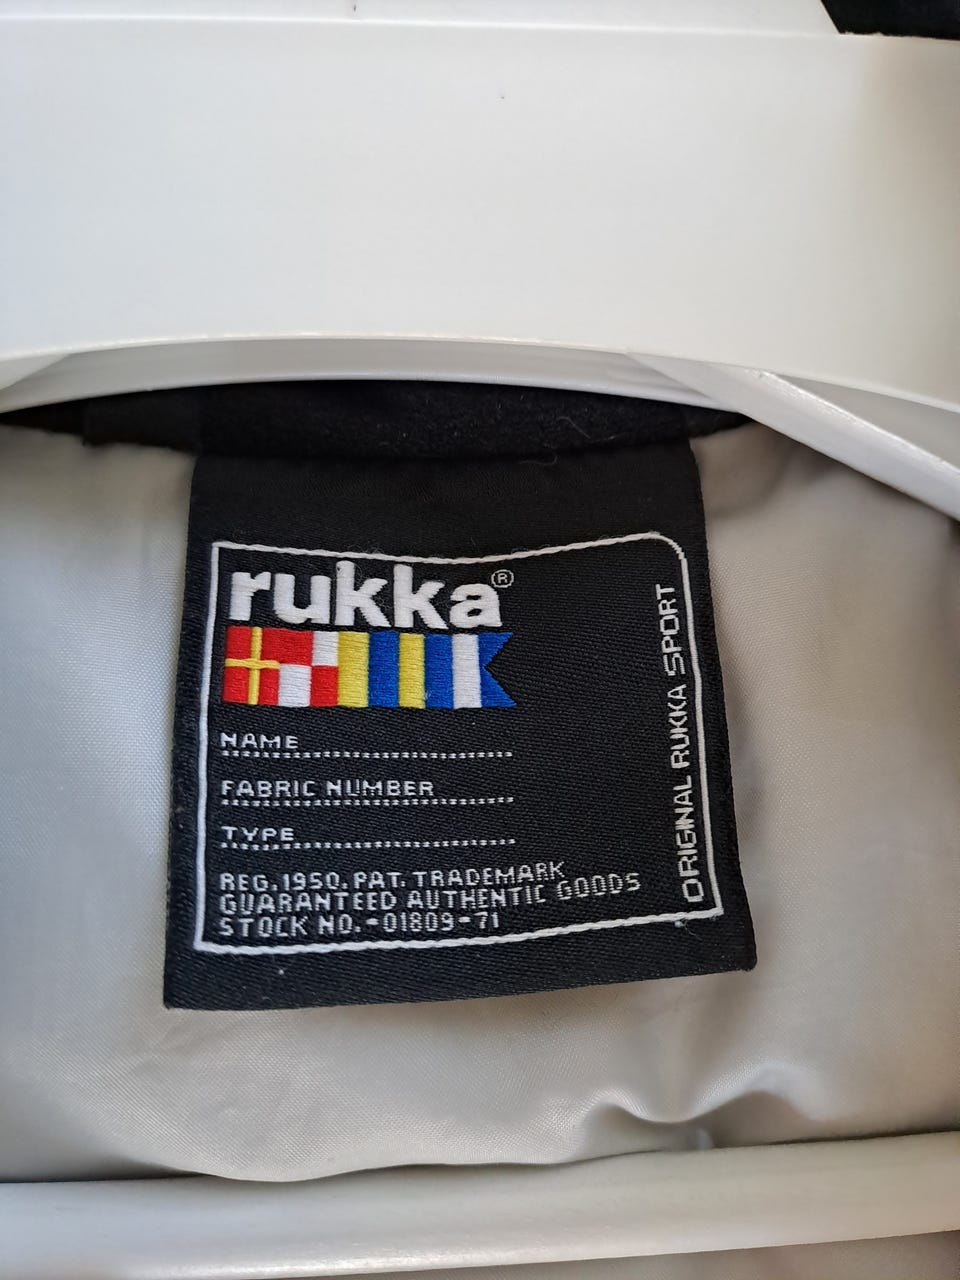 rukka®
NAME
FABRIC NUMBER
TYPE
REG. 1950. PAT. TRADEMARK
GUARANTEED AUTHENTIC GOODS
STOCK NO.-01809-71
ORIGINAL RUKKA SPORT